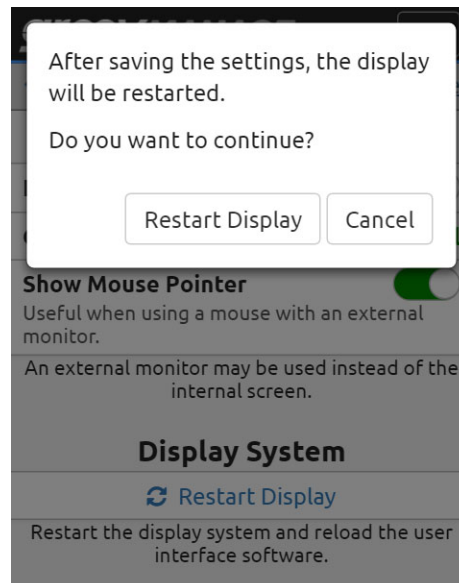 After saving the settings, the display
will be restarted.
Do you want to continue?
Restart Display
Cancel
Show Mouse Pointer
Useful when using a mouse with an external
monitor.
An external monitor may be used instead of the
internal screen.
Display System
Restart Display
Restart the display system and reload the user
interface software.